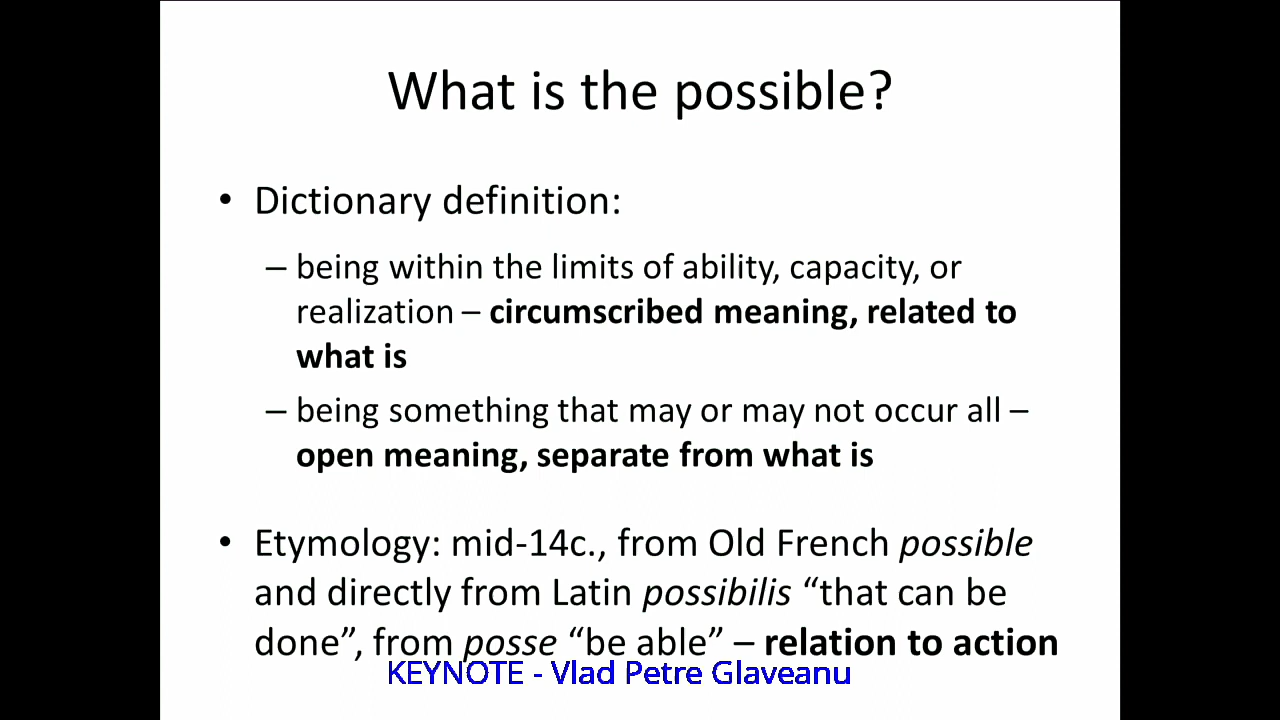 What is the possible?
• Dictionary definition:
– being within the limits of ability, capacity, or
realization – circumscribed meaning, related to
what is
– being something that may or may not occur all –
open meaning, separate from what is
• Etymology: mid-14c., from Old French possible
and directly from Latin possibilis “that can be
done”, from posse “be able” – relation to action
KEYNOTE - Vlad Petre Glaveanu